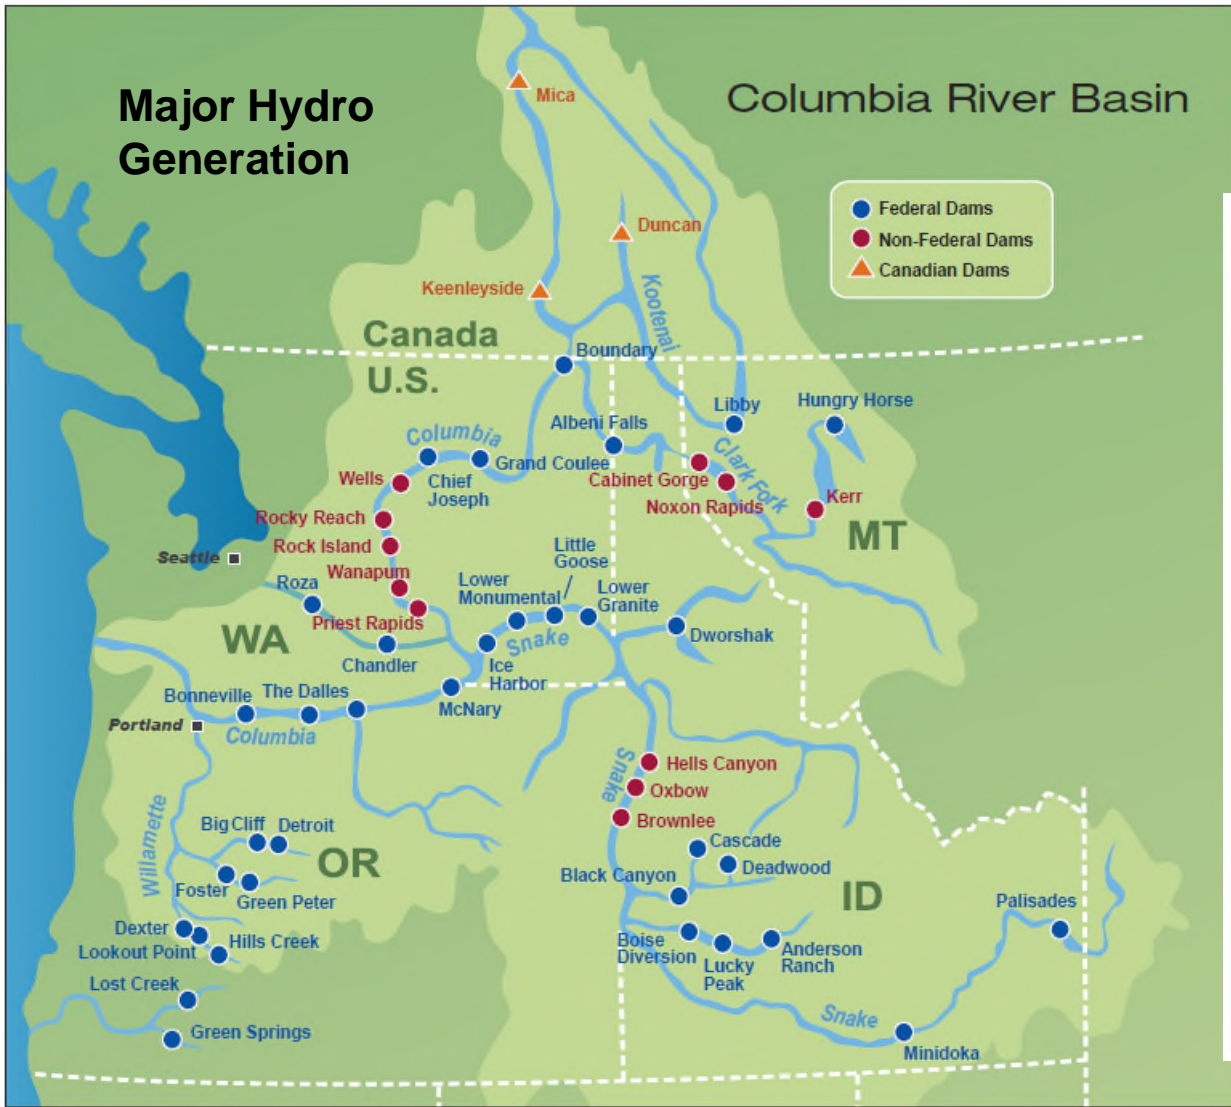 Major Hydro
Generation
Columbia River Basin
Federal Dams
Non-Federal Dams
Canadian Dams
Mica
Duncan
Keenleyside
Kootenai
Canada
U.S.
Boundary
Libby
Hungry Horse
Albeni Falls
Columbia
Grand Coulee
Chief
Joseph
Wells
Cabinet Gorge
Clark Fork
Noxon Rapids
Kerr
MT
Rocky Reach
Rock Island
Seattle
Wanapum
Roza
Priest Rapids
Little
Goose
Lower
Monumental
Lower
Granite
Snake
Dworshak
WA
Chandler
Ice
Harbor
McNary
Bonneville
The Dalles
Portland
Columbia
Snake
Hells Canyon
Oxbow
Brownlee
Willamette
Big Cliff
Detroit
OR
Foster
Green Peter
Cascade
Deadwood
Black Canyon
ID
Palisades
Dexter
Lookout Point
Hills Creek
Boise
Diversion
Lucky
Peak
Anderson
Ranch
Lost Creek
Green Springs
Snake
Minidoka